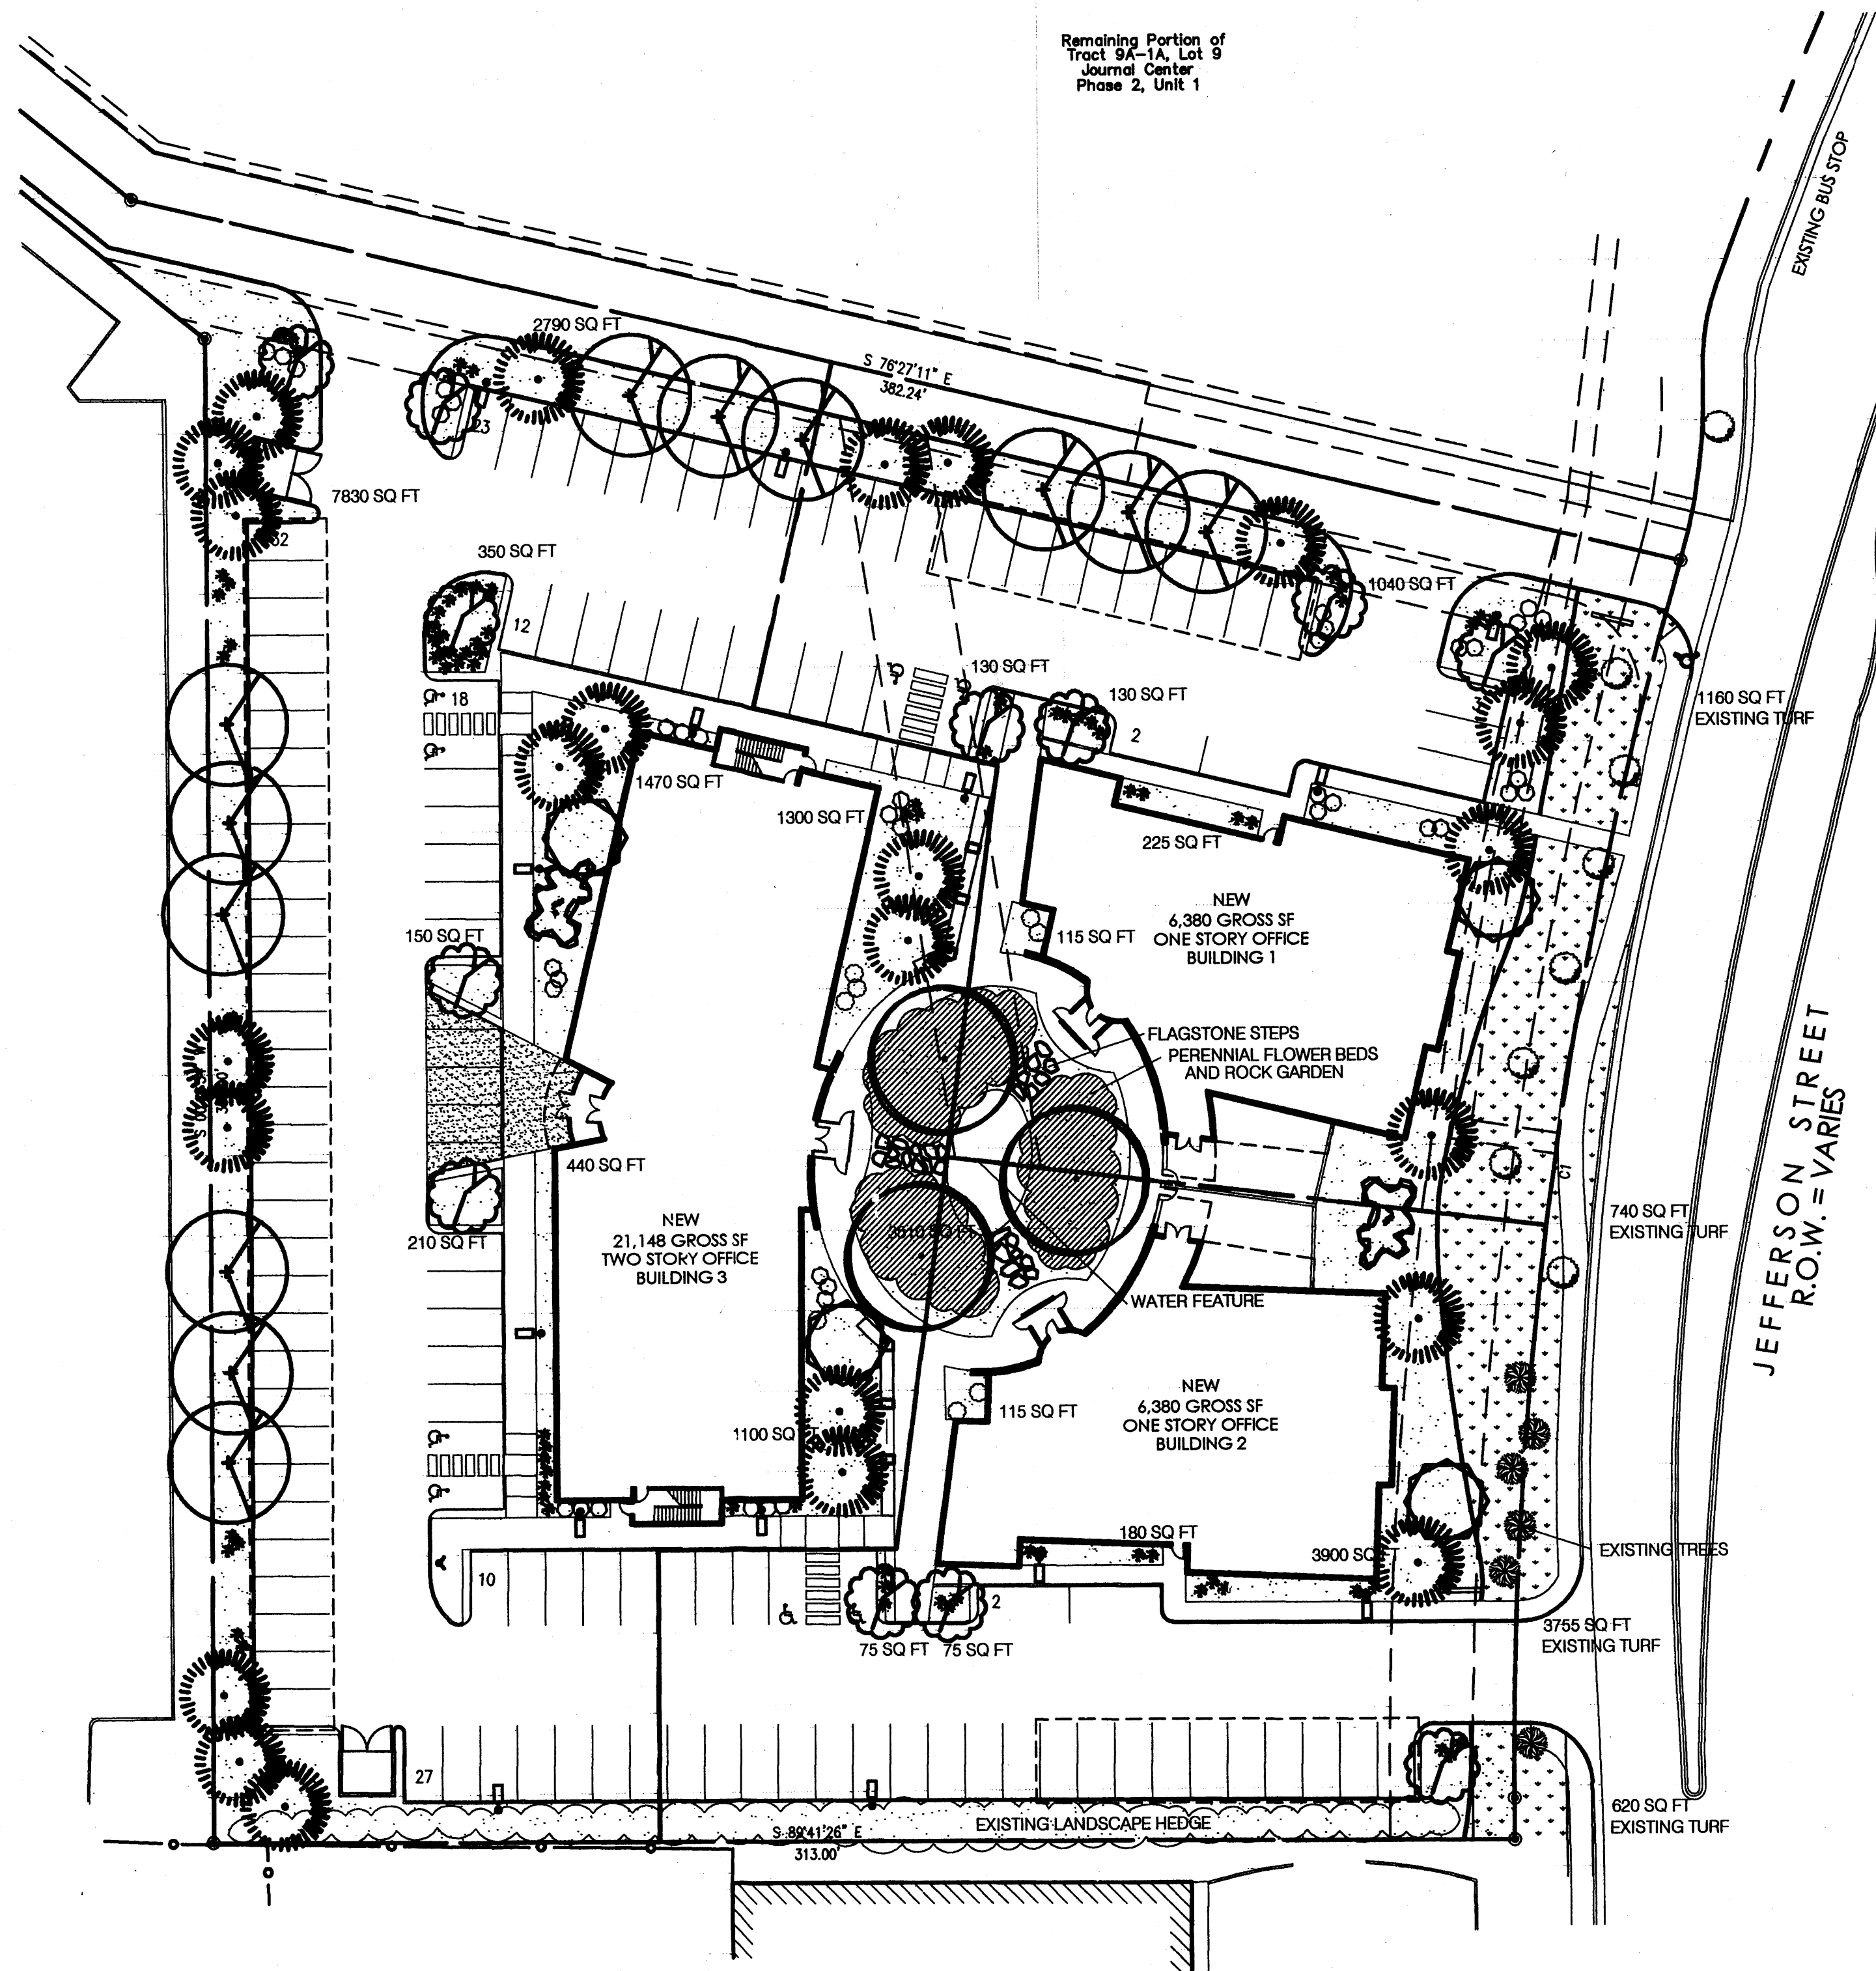 Remaining Portion of
Tract 9A-1A, Lot 9
Journal Center
Phase 2, Unit 1
EXISTING BUS STOP
2790 SQ FT
S 76°27'11" E
382.24'
23
7830 SQ FT
350 SQ FT
1040 SQ FT
12
130 SQ FT
130 SQ FT
18
2
1160 SQ FT
EXISTING TURF
1470 SQ FT
1300 SQ FT
225 SQ FT
NEW
6,380 GROSS SF
ONE STORY OFFICE
BUILDING 1
150 SQ FT
115 SQ FT
FLAGSTONE STEPS
PERENNIAL FLOWER BEDS
AND ROCK GARDEN
JEFFERSON STREET
R.O.W. = VARIES
440 SQ FT
C1
210 SQ FT
NEW
21,148 GROSS SF
TWO STORY OFFICE
BUILDING 3
3510 SQ FT
740 SQ FT
EXISTING TURF
WATER FEATURE
NEW
6,380 GROSS SF
ONE STORY OFFICE
BUILDING 2
115 SQ FT
1100 SQ FT
180 SQ FT
3900 SQ FT
EXISTING TREES
10
2
75 SQ FT
75 SQ FT
3755 SQ FT
EXISTING TURF
27
EXISTING LANDSCAPE HEDGE
S 89°41'26" E
313.00'
620 SQ FT
EXISTING TURF